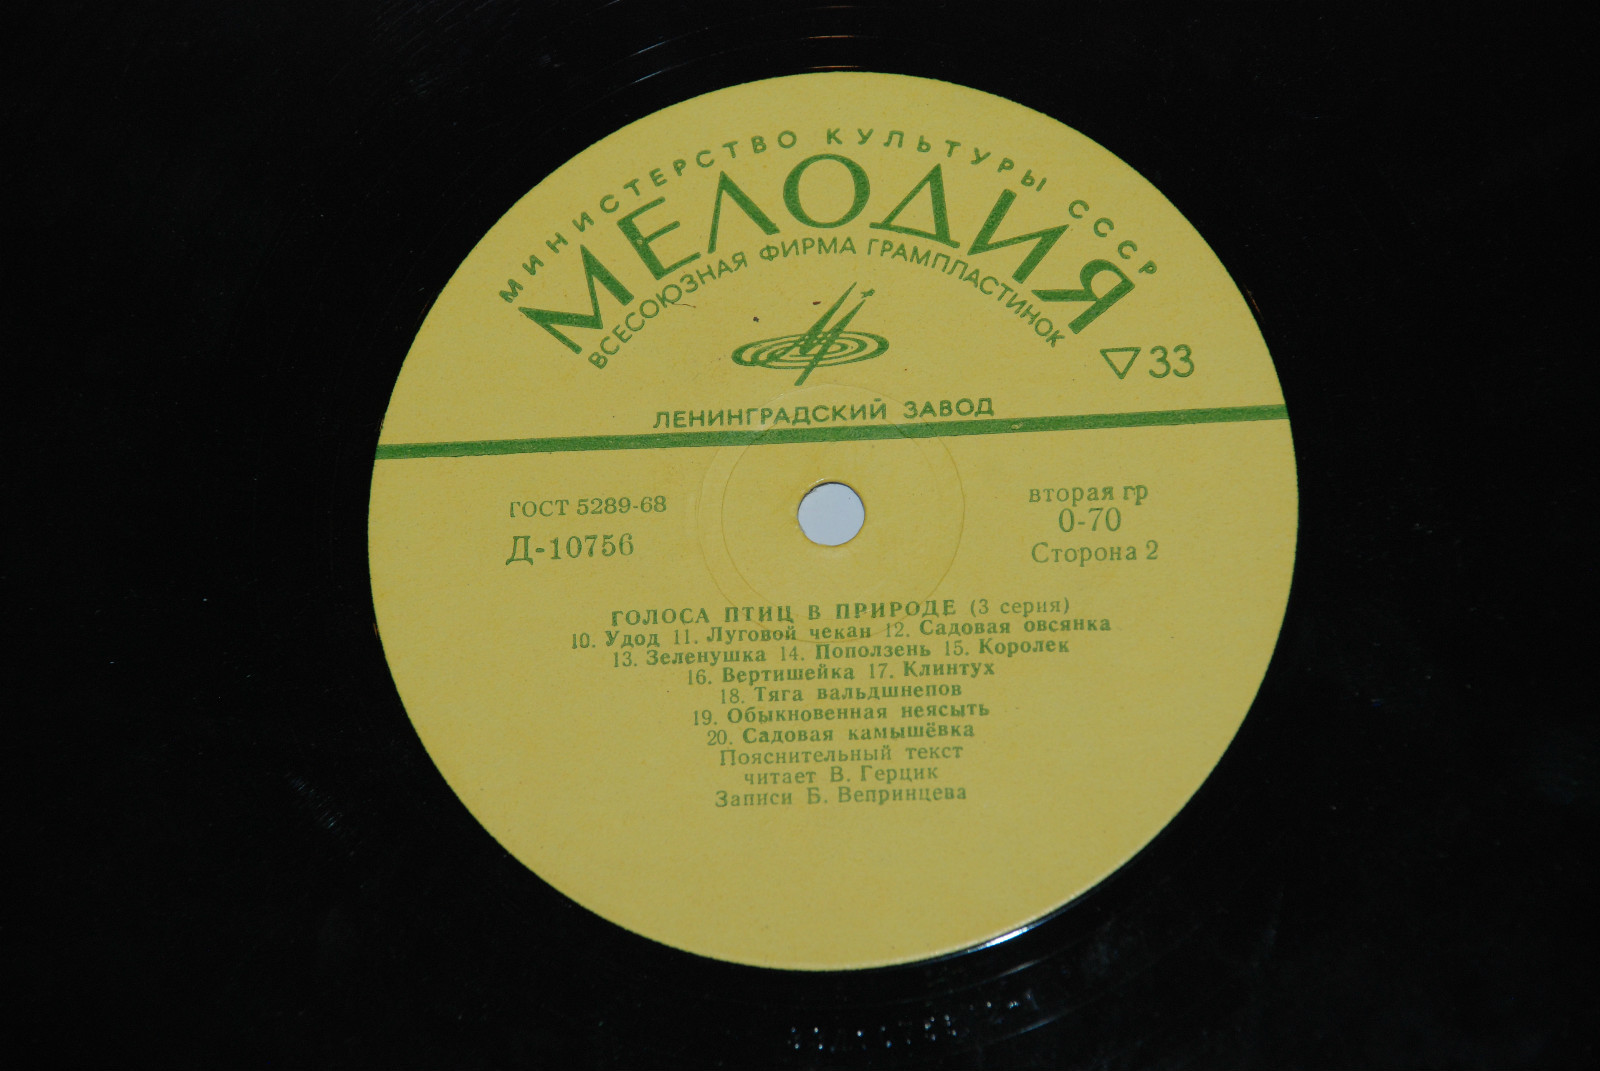 МИНИСТЕРСТВО КУЛЬТУРЫ СССР
МЕЛОДИЯ
ВСЕСОЮЗНАЯ ФИРМА ГРАМПЛАСТИНОК
▽33
ЛЕНИНГРАДСКИЙ ЗАВОД
ГОСТ 5289-68
Д-10756
вторая гр
0-70
Сторона 2
ГОЛОСА ПТИЦ В ПРИРОДЕ (3 серия)
10. Удод 11. Луговой чекан 12. Садовая овсянка
13. Зеленушка 14. Поползень 15. Королек
16. Вертишейка 17. Клинтух
18. Тяга вальдшнепов
19. Обыкновенная неясыть
20. Садовая камышёвка
Пояснительный текст
читает В. Герцик
Записи Б. Вепринцева